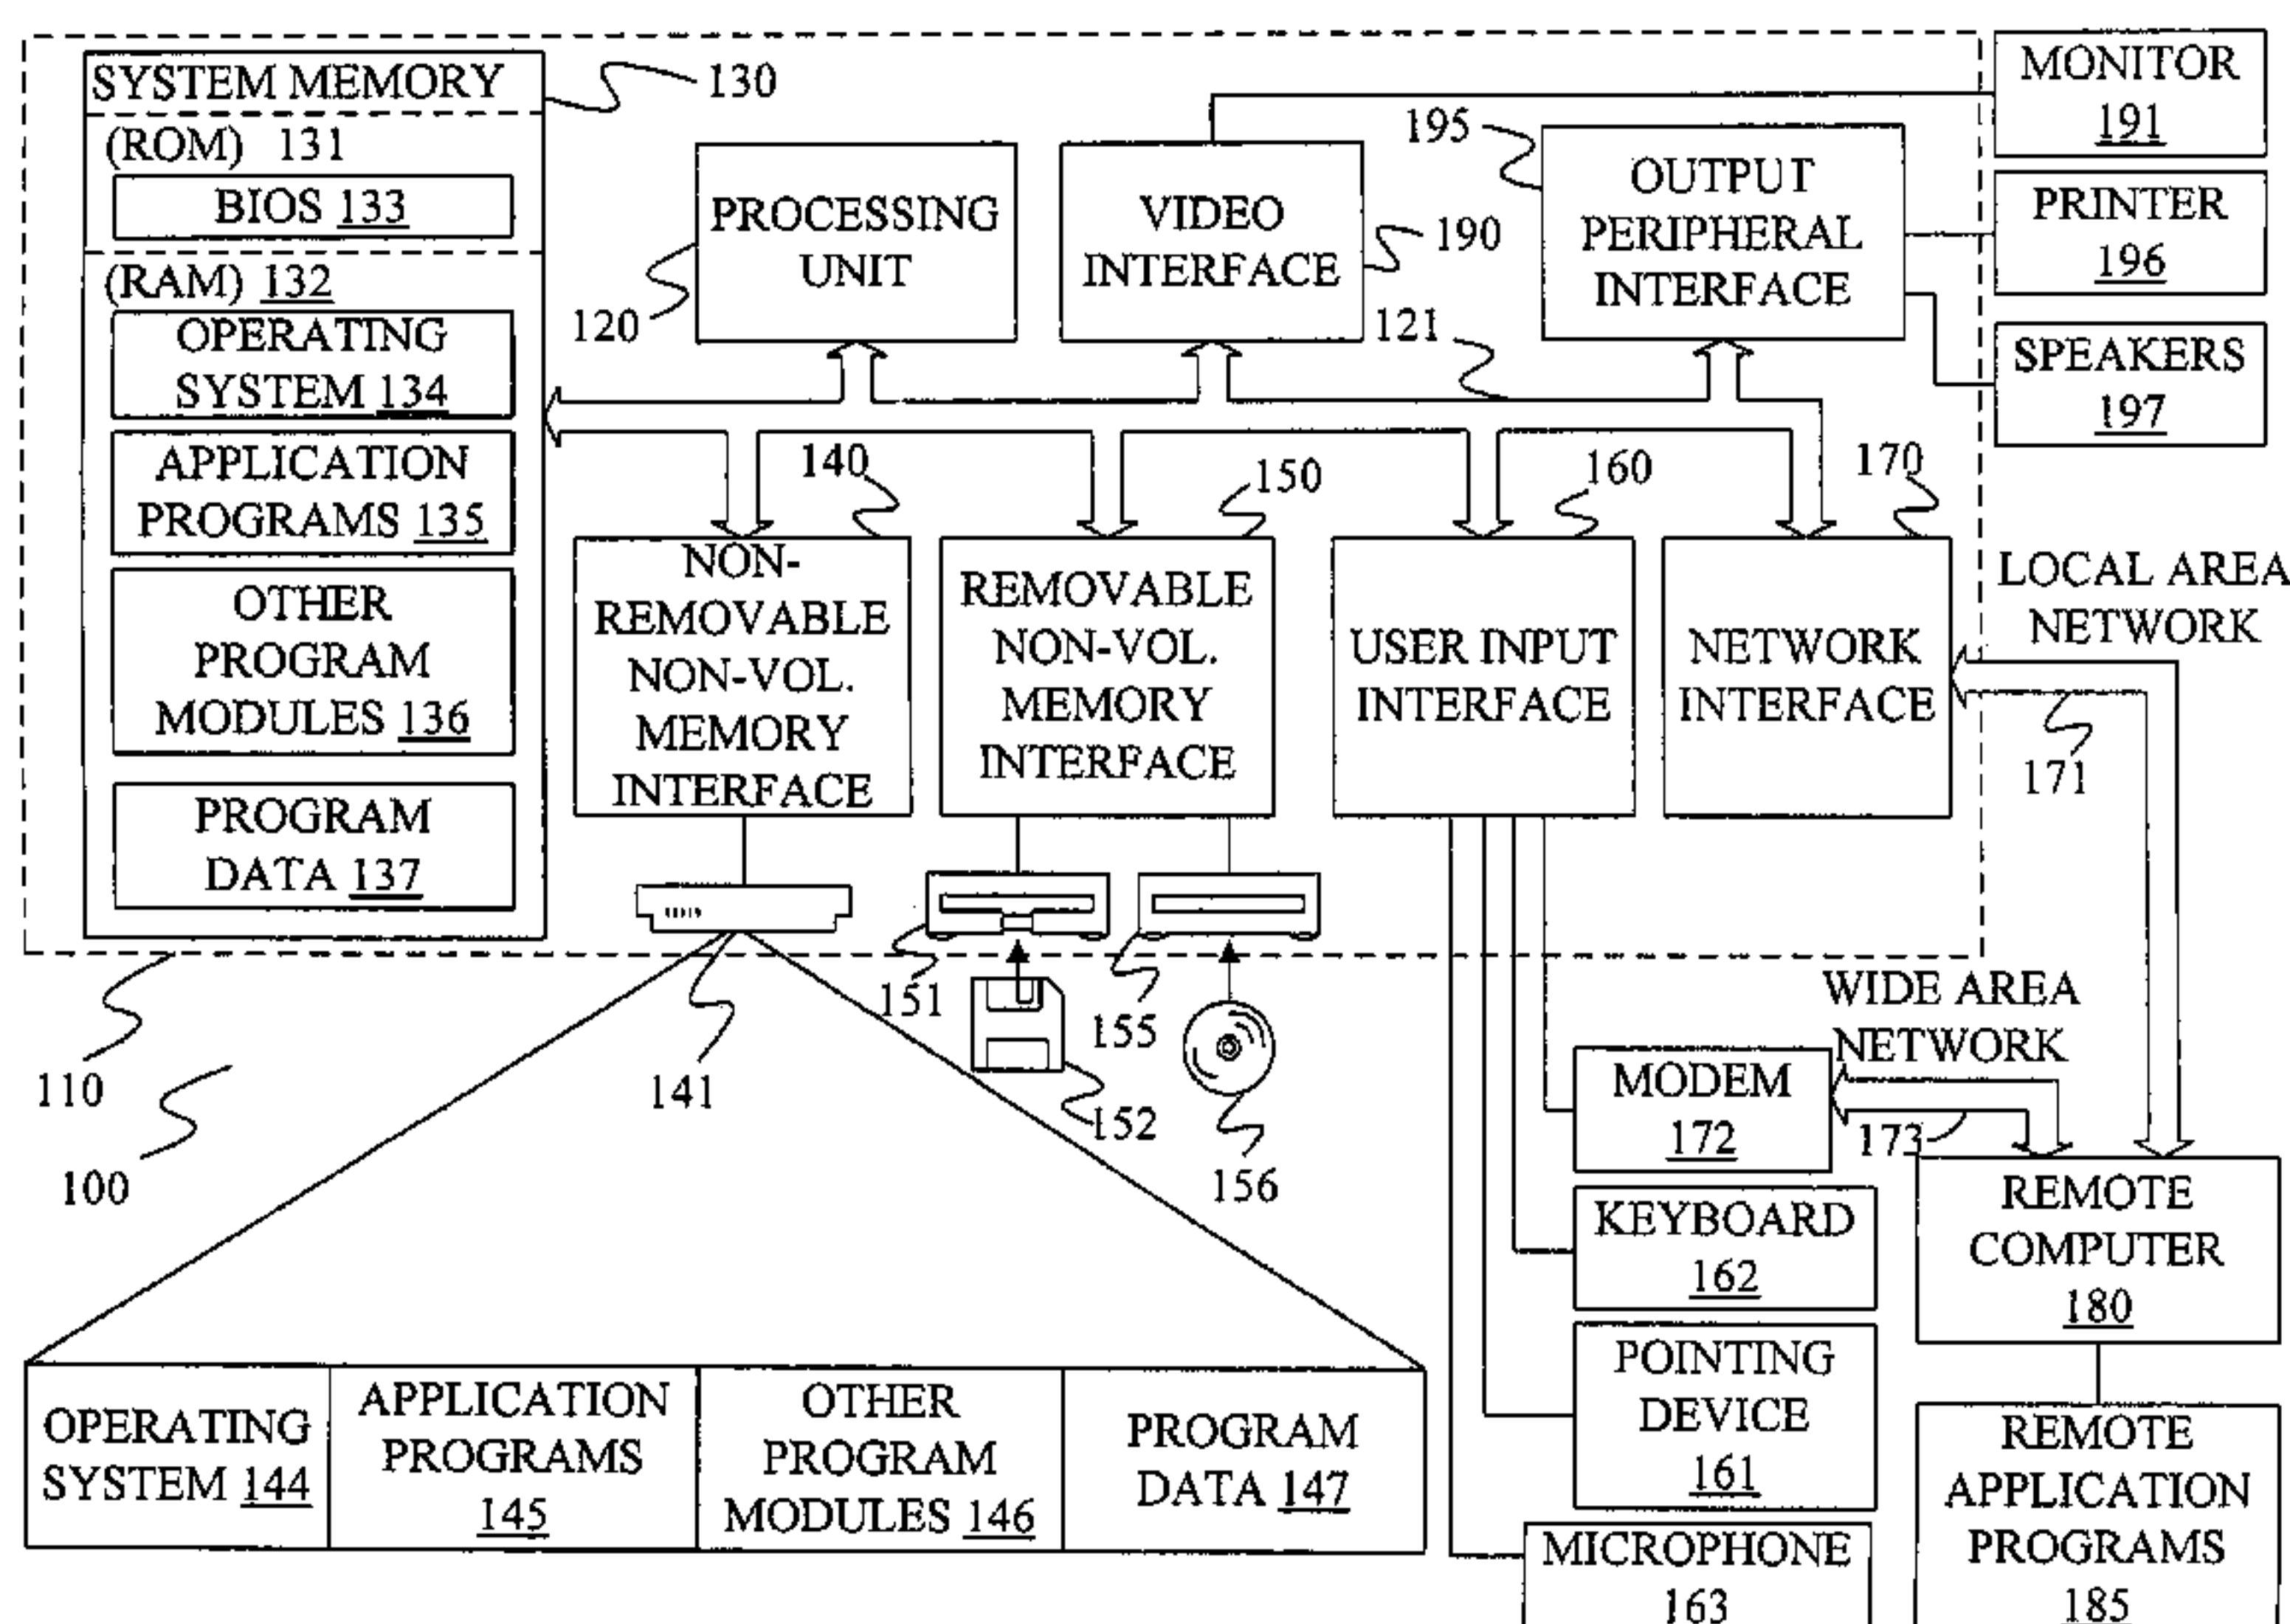 SYSTEM MEMORY
130
(ROM) 131
BIOS 133
(RAM) 132
OPERATING
SYSTEM 134
APPLICATION
PROGRAMS 135
OTHER
PROGRAM
MODULES 136
PROGRAM
DATA 137
PROCESSING
UNIT
120
VIDEO
INTERFACE
190
121
195
OUTPUT
PERIPHERAL
INTERFACE
MONITOR
191
PRINTER
196
SPEAKERS
197
140
NON-
REMOVABLE
NON-VOL.
MEMORY
INTERFACE
150
REMOVABLE
NON-VOL.
MEMORY
INTERFACE
160
USER INPUT
INTERFACE
170
NETWORK
INTERFACE
LOCAL AREA
NETWORK
171
110
100
141
151
152
155
156
WIDE AREA
NETWORK
173
MODEM
172
KEYBOARD
162
POINTING
DEVICE
161
MICROPHONE
163
REMOTE
COMPUTER
180
REMOTE
APPLICATION
PROGRAMS
185
OPERATING
SYSTEM 144
APPLICATION
PROGRAMS
145
OTHER
PROGRAM
MODULES 146
PROGRAM
DATA 147